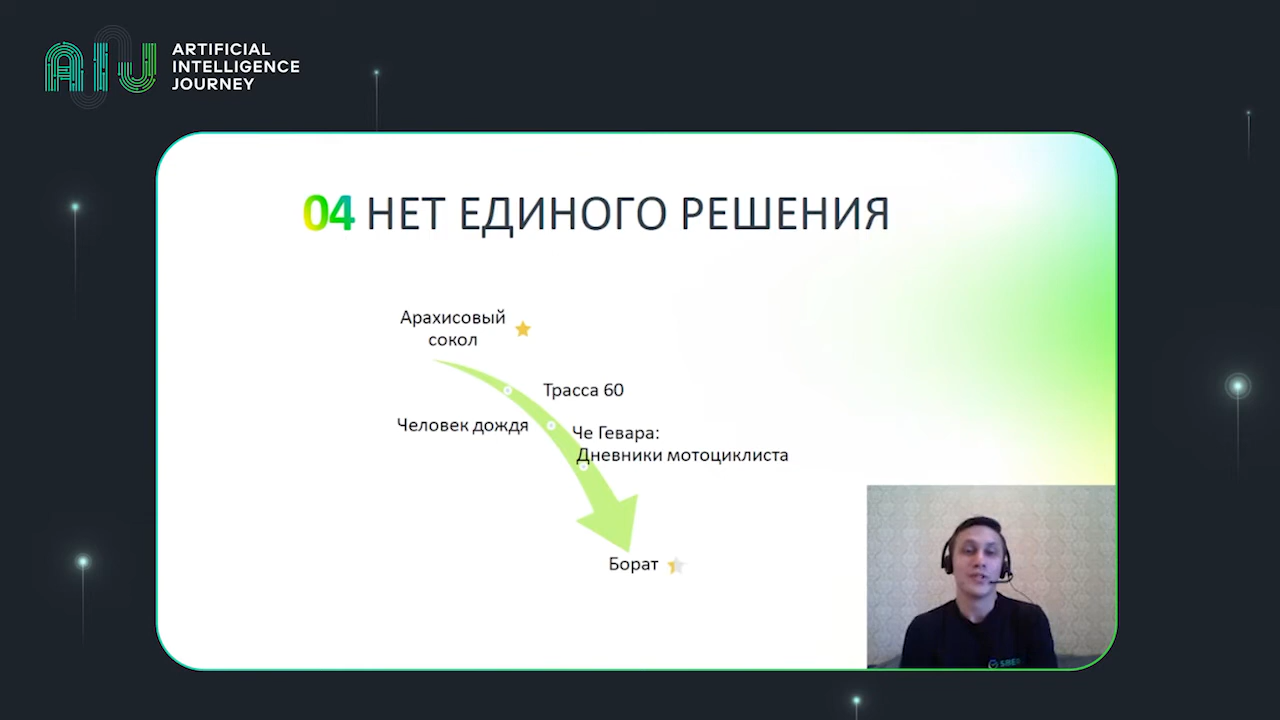 ARTIFICIAL
INTELLIGENCE
JOURNEY
04 НЕТ ЕДИНОГО РЕШЕНИЯ
Арахисовый
сокол
Трасса 60
Человек дождя
Че Гевара:
Дневники мотоциклиста
Борат